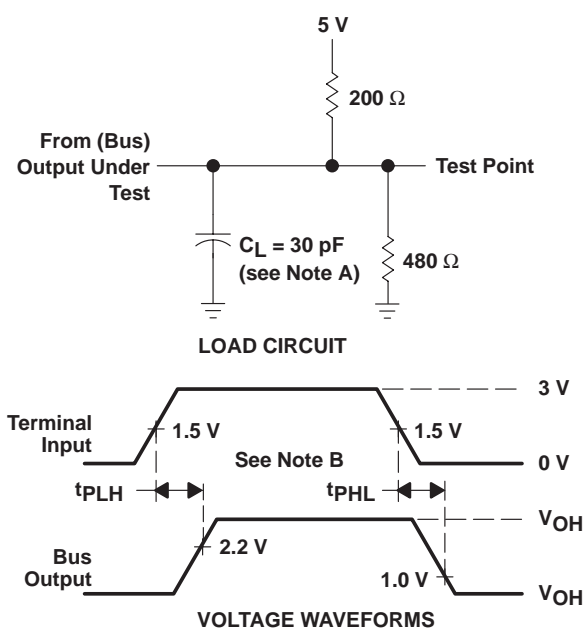 5 V
200 Ω
From (Bus)
Output Under
Test
Test Point
CL = 30 pF
(see Note A)
480 Ω
LOAD CIRCUIT
3 V
Terminal
Input
1.5 V
1.5 V
See Note B
0 V
tPLH
tPHL
VOH
Bus
Output
2.2 V
1.0 V
VOH
VOLTAGE WAVEFORMS